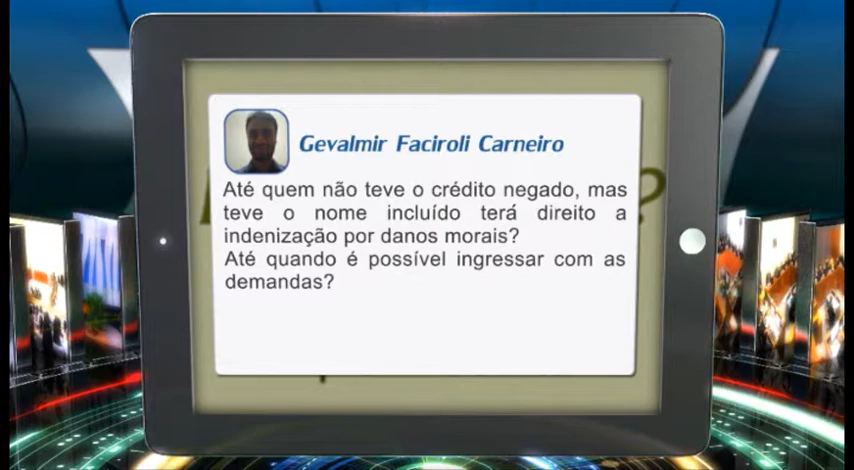 Gevalmir Faciroli Carneiro
Até quem não teve o crédito negado, mas
teve o nome incluído terá direito a
indenização por danos morais?
Até quando é possível ingressar com as
demandas?
?